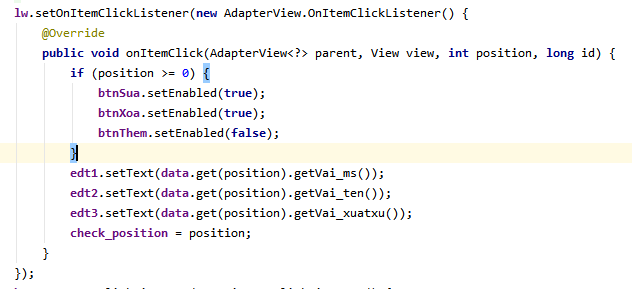 lw.setOnItemClickListener(new AdapterView.OnItemClickListener() {
@Override
public void onItemClick(AdapterView<?> parent, View view, int position, long id) {
if (position >= 0) {
btnSua.setEnabled(true);
btnXoa.setEnabled(true);
btnThem.setEnabled(false);
}
edt1.setText(data.get(position).getVai_ms());
edt2.setText(data.get(position).getVai_ten());
edt3.setText(data.get(position).getVai_xuatxu());
check_position = position;
}
});